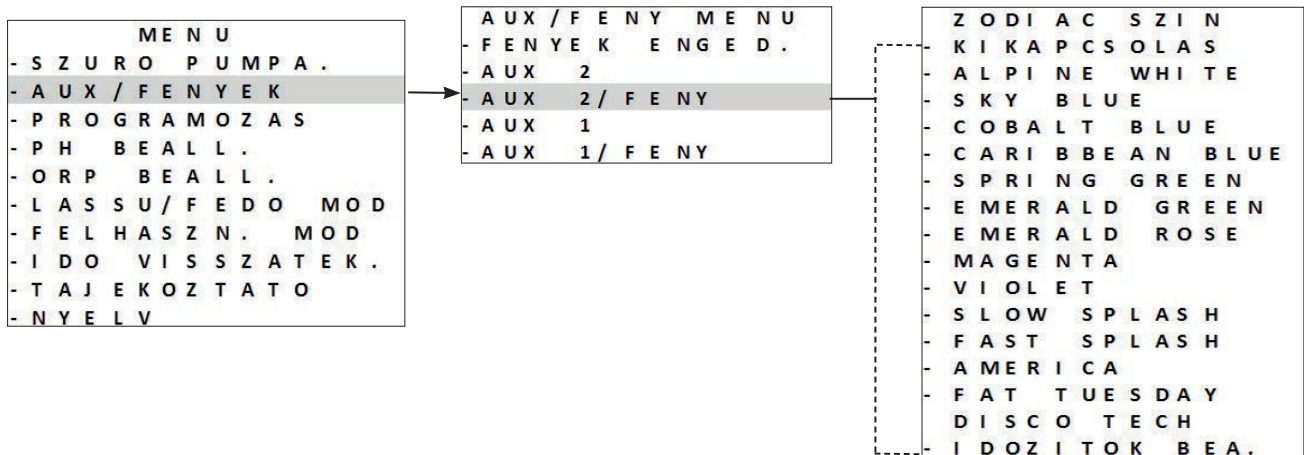 MENU
-SZURO PUMPA.
-AUX/FENYEK
-PROGRAMOZAS
-PH BEALL.
-ORP BEALL.
-LASSU/FEDO MOD
-FELHASZN. MOD
-IDO VISSZATEK.
-TAJEKOZTATO
-NYELV
AUX/FENY MENU
-FENYEK ENGED.
-AUX 2
-AUX 2/FENY
-AUX 1
-AUX 1/FENY
ZODIAC SZIN
- KIKAPCSOLAS
- ALPINE WHITE
- SKY BLUE
- COBALT BLUE
- CARIBBEAN BLUE
- SPRING GREEN
- EMERALD GREEN
- EMERALD ROSE
- MAGENTA
- VIOLET
- SLOW SPLASH
- FAST SPLASH
- AMERICA
- FAT TUESDAY
DISCO TECH
- IDOZITOK BEA.